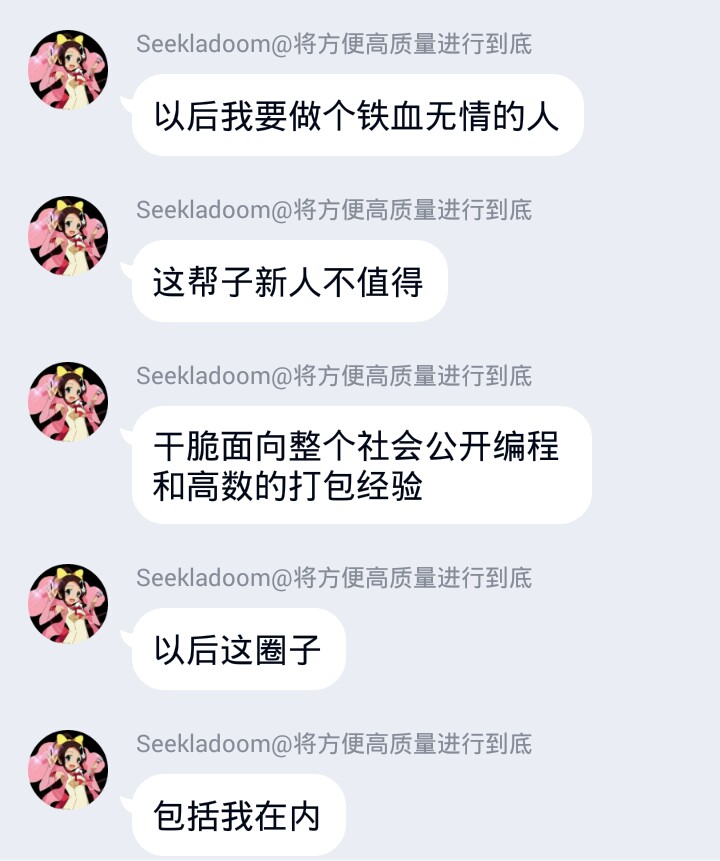 Seekladoom@将方便高质量进行到底
以后我要做个铁血无情的人
Seekladoom@将方便高质量进行到底
这帮子新人不值得
Seekladoom@将方便高质量进行到底
干脆面向整个社会公开编程
和高数的打包经验
Seekladoom@将方便高质量进行到底
以后这圈子
Seekladoom@将方便高质量进行到底
包括我在内